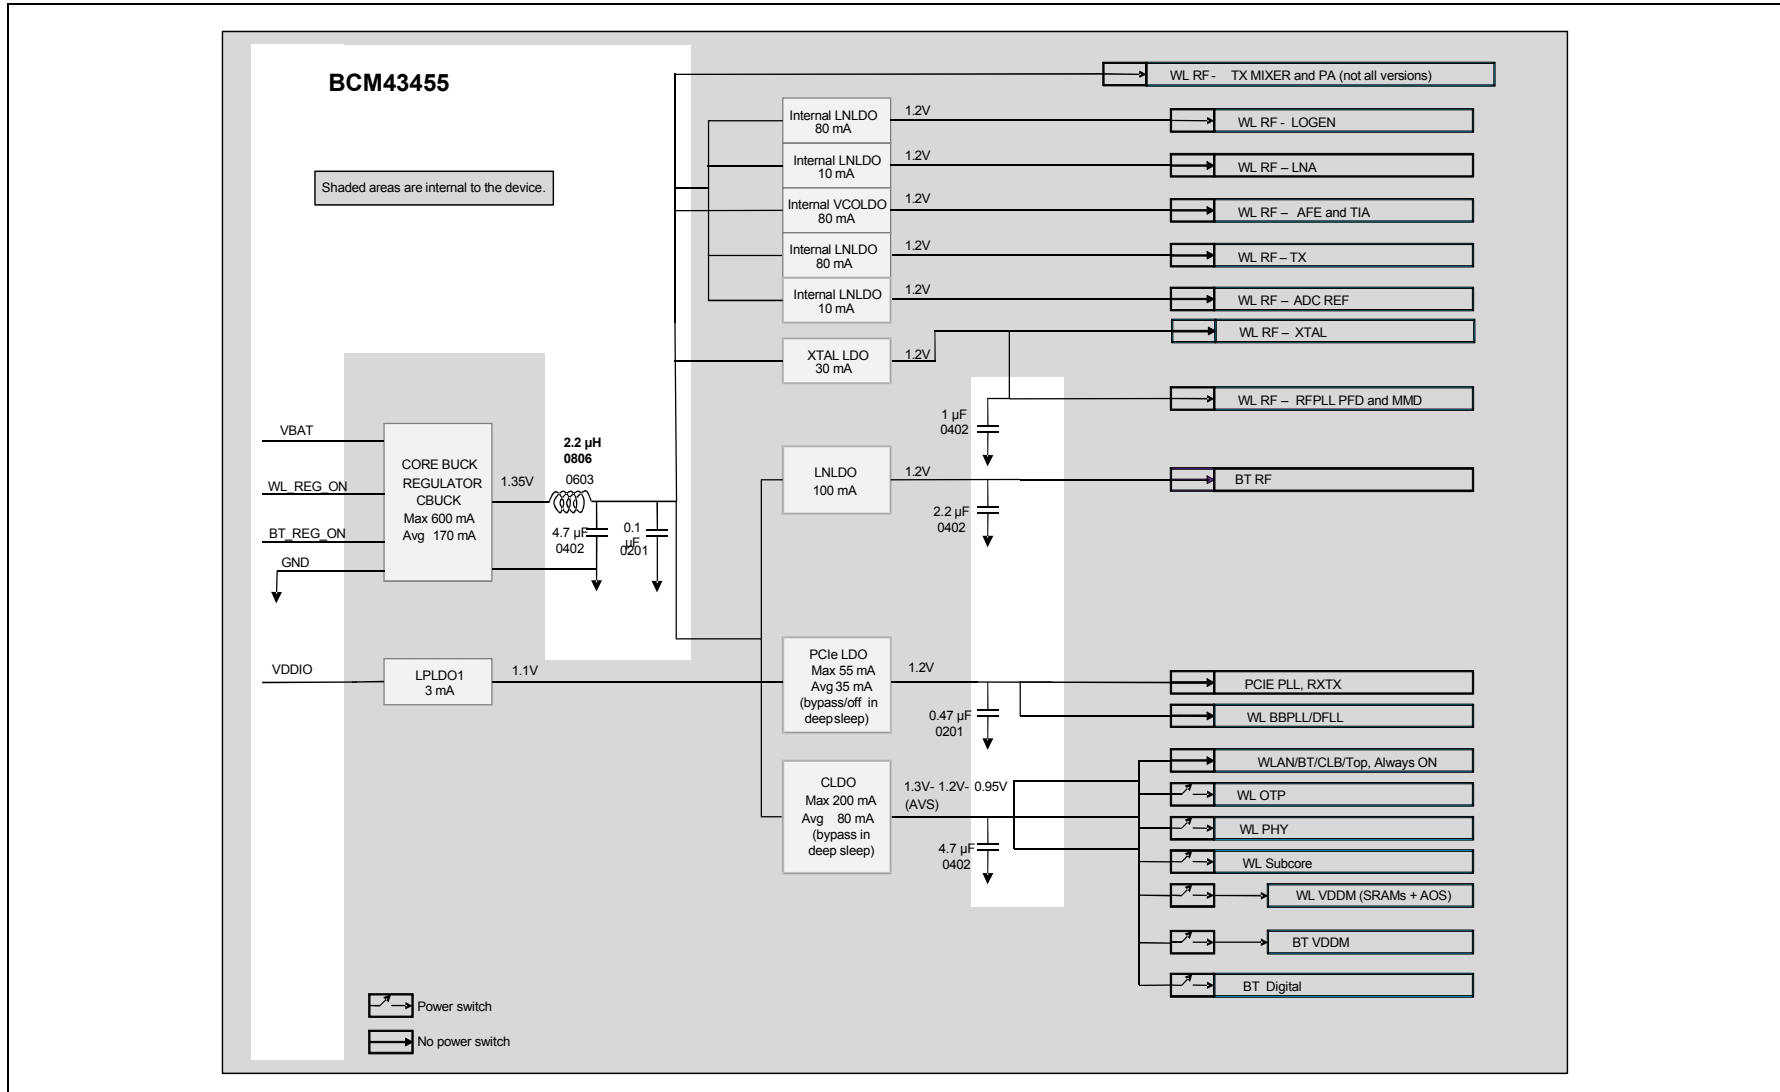 BCM43455
Shaded areas are internal to the device.
WL RF - TX MIXER and PA (not all versions)
Internal LNLDO
80 mA
1.2V
WL RF - LOGEN
Internal LNLDO
10 mA
1.2V
WL RF – LNA
Internal VCOLDO
80 mA
1.2V
WL RF – AFE and TIA
Internal LNLDO
80 mA
1.2V
WL RF – TX
Internal LNLDO
10 mA
1.2V
WL RF – ADC REF
XTAL LDO
30 mA
1.2V
WL RF – XTAL
WL RF – RFPLL PFD and MMD
1 µF
0402
VBAT
WL_REG_ON
BT_REG_ON
GND
CORE BUCK
REGULATOR
CBUCK
Max 600 mA
Avg 170 mA
1.35V
2.2 µH
0806
0603
4.7 µF
0402
0.1
µF
0201
LNLDO
100 mA
1.2V
2.2 µF
0402
BT RF
VDDIO
LPLDO1
3 mA
1.1V
PCIe LDO
Max 55 mA
Avg 35 mA
(bypass/off in
deep sleep)
1.2V
0.47 µF
0201
PCIE PLL, RXTX
WL BBPLL/DFLL
CLDO
Max 200 mA
Avg 80 mA
(bypass in
deep sleep)
1.3V- 1.2V- 0.95V
(AVS)
4.7 µF
0402
WLAN/BT/CLB/Top, Always ON
WL OTP
WL PHY
WL Subcore
WL VDDM (SRAMs + AOS)
BT VDDM
BT Digital
Power switch
No power switch